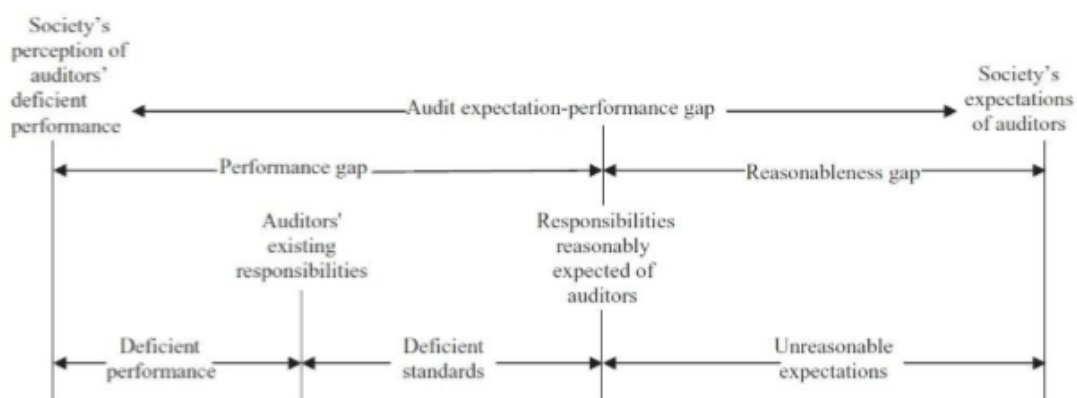 Society's
perception of
auditors'
deficient
performance
Audit expectation-performance gap
Society's
expectations
of auditors
Performance gap
Reasonableness gap
Auditors'
existing
responsibilities
Responsibilities
reasonably
expected of
auditors
Deficient
performance
Deficient
standards
Unreasonable
expectations